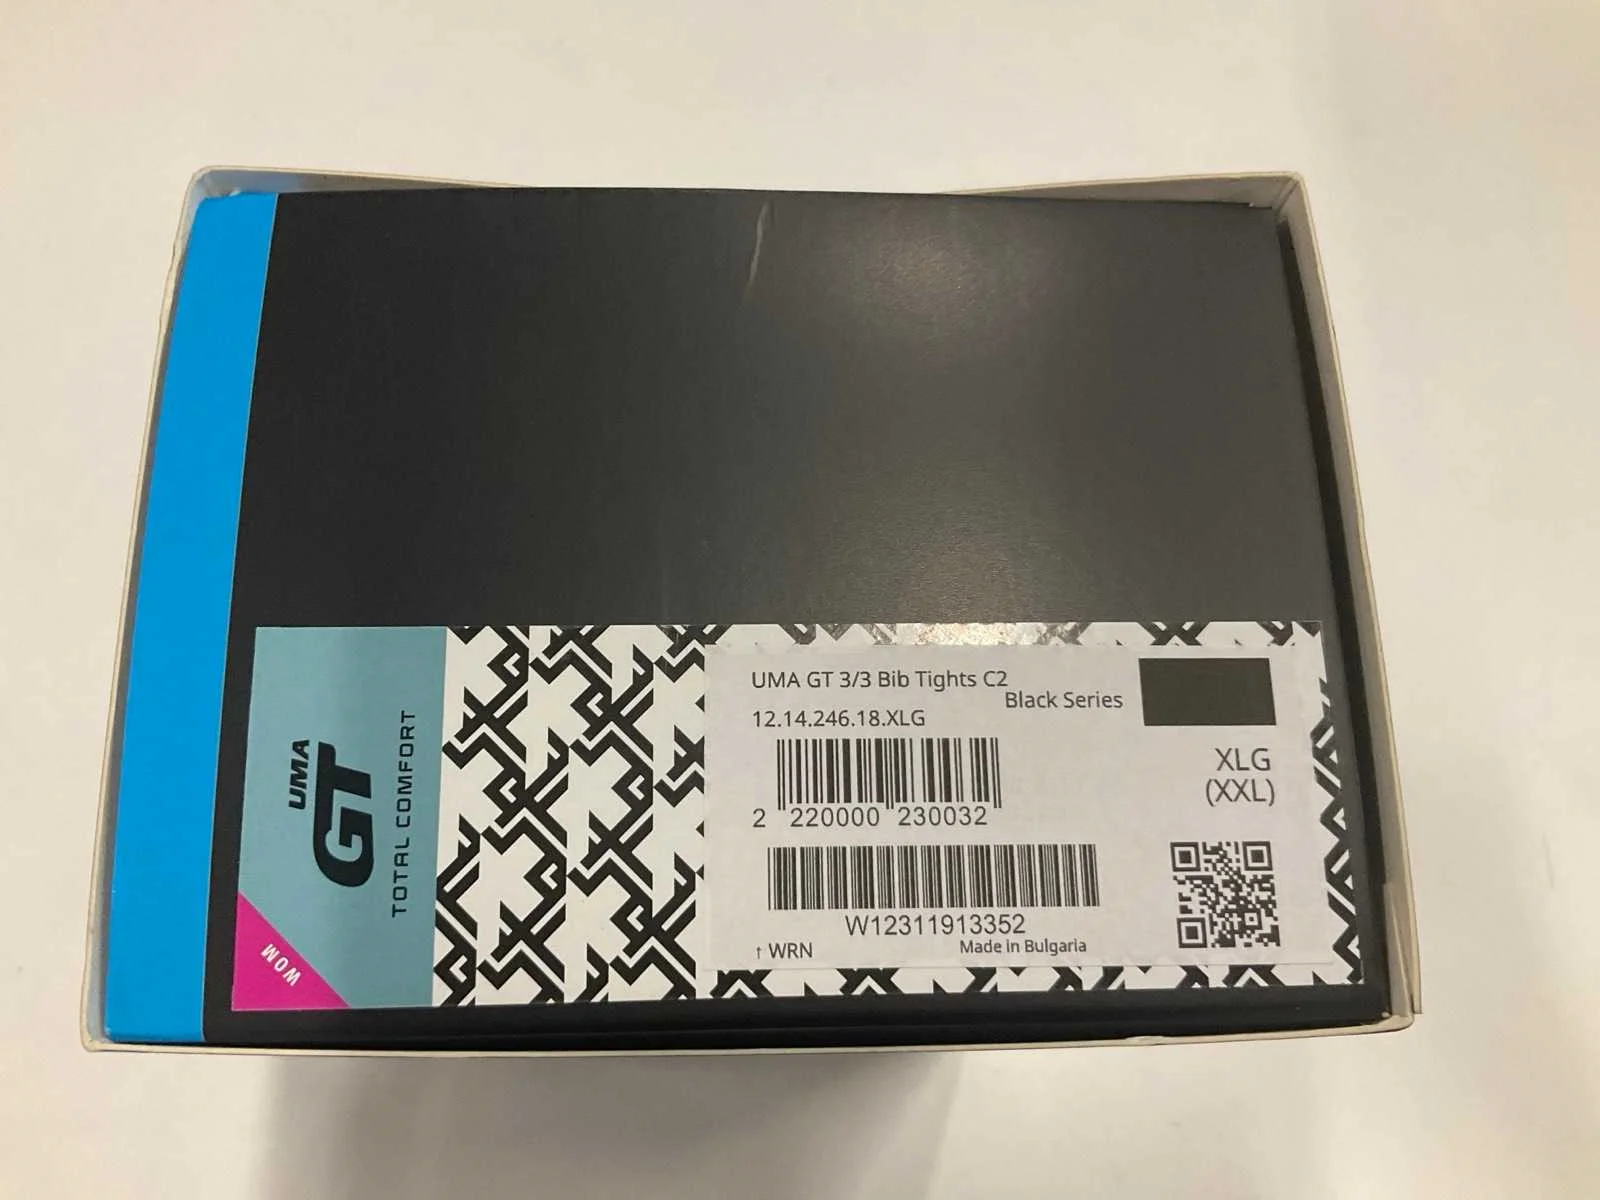 UMA
GT
TOTAL COMFORT
WOM
UMA GT 3/3 Bib Tights C2
Black Series
12.14.246.18.XLG
XLG
(XXL)
2 220000 230032
W12311913352
↑ WRN
Made in Bulgaria